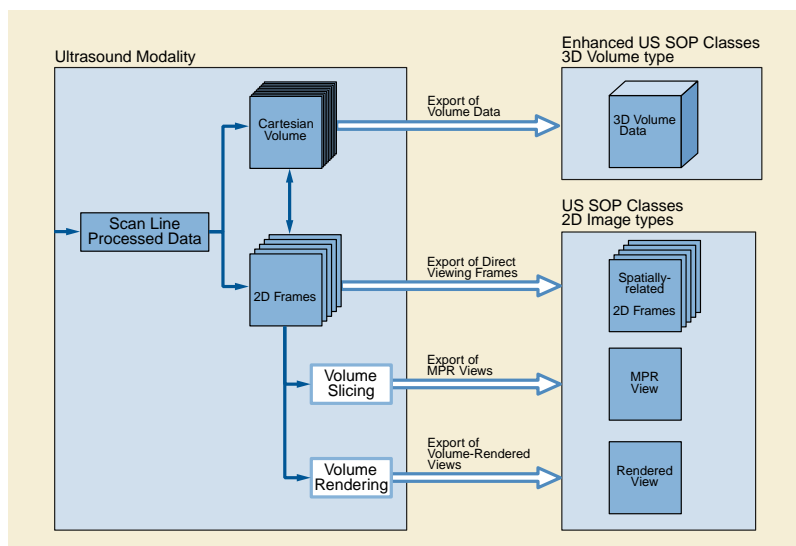 Ultrasound Modality
Enhanced US SOP Classes
3D Volume type
Cartesian
Volume
Export of
Volume Data
3D Volume
Data
Scan Line
Processed Data
US SOP Classes
2D Image types
2D Frames
Export of Direct
Viewing Frames
Spatially-
related
2D Frames
Volume
Slicing
Export of
MPR Views
MPR
View
Volume
Rendering
Export of
Volume-Rendered
Views
Rendered
View